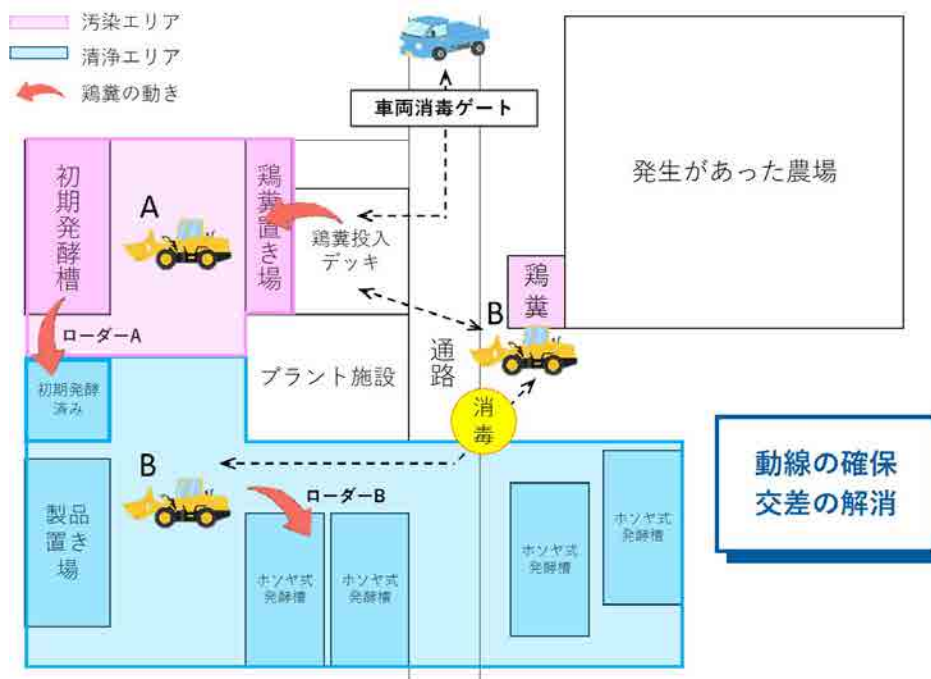 汚染エリア
清浄エリア
鶏糞の動き
車両消毒ゲート
発生があった農場
初期発酵槽
A
鶏糞置き場
鶏糞投入
デッキ
鶏糞
B
ローダーA
通路
プラント施設
初期発酵
済み
消毒
動線の確保
交差の解消
B
ローダーB
製品置き場
ホソヤ式
発酵槽
ホソヤ式
発酵槽
ホソヤ式
発酵槽
ホソヤ式
発酵槽